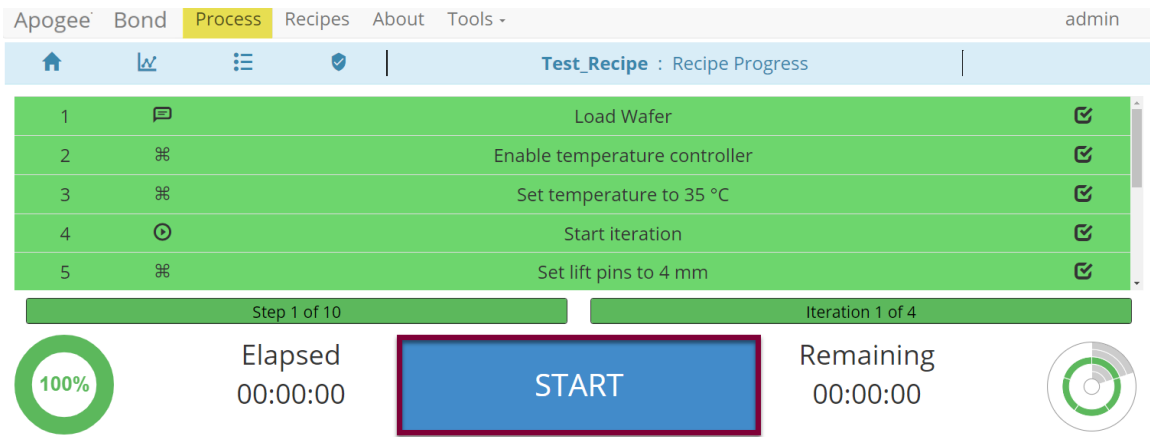 Apogee Bond Process Recipes About Tools admin
Test_Recipe : Recipe Progress
1 ⌘ Load Wafer
2 ⌘ Enable temperature controller
3 ⌘ Set temperature to 35 °C
4 Start iteration
5 ⌘ Set lift pins to 4 mm
Step 1 of 10 Iteration 1 of 4
100% Elapsed START Remaining
00:00:00 00:00:00